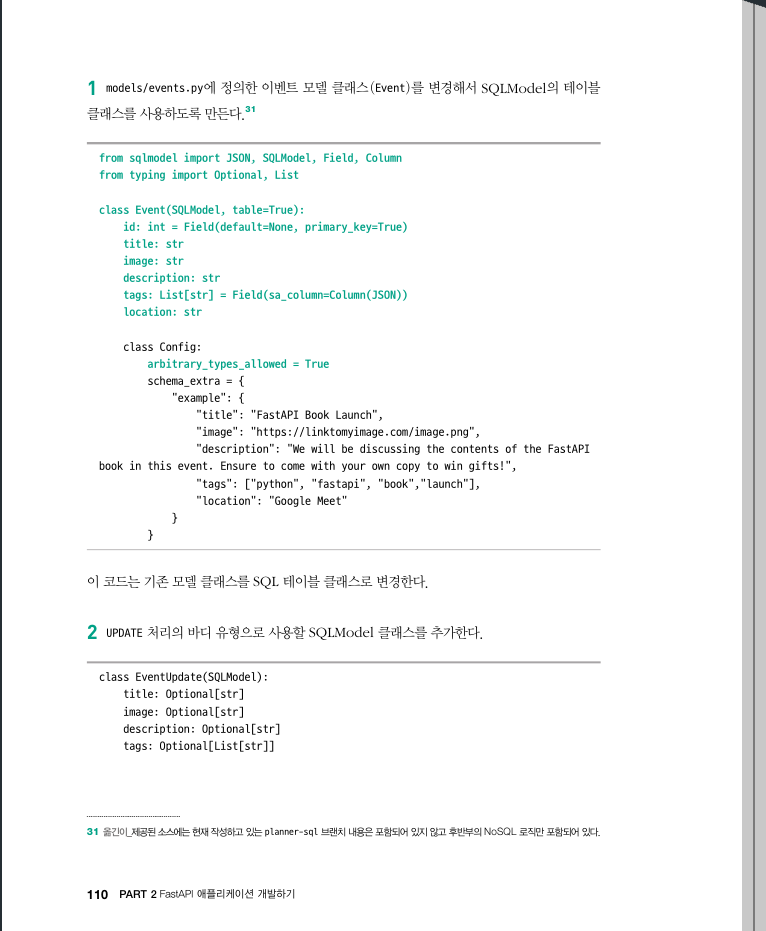 1 models/events.py에 정의한 이벤트 모델 클래스(Event)를 변경해서 SQLModel의 테이블
클래스를 사용하도록 만든다.31
from sqlmodel import JSON, SQLModel, Field, Column
from typing import Optional, List
class Event(SQLModel, table=True):
    id: int = Field(default=None, primary_key=True)
    title: str
    image: str
    description: str
    tags: List[str] = Field(sa_column=Column(JSON))
    location: str
    class Config:
        arbitrary_types_allowed = True
        schema_extra = {
            "example": {
                "title": "FastAPI Book Launch",
                "image": "https://linktomyimage.com/image.png",
                "description": "We will be discussing the contents of the FastAPI
book in this event. Ensure to come with your own copy to win gifts!",
                "tags": ["python", "fastapi", "book","launch"],
                "location": "Google Meet"
            }
        }
이 코드는 기존 모델 클래스를 SQL 테이블 클래스로 변경한다.
2 UPDATE 처리의 바디 유형으로 사용할 SQLModel 클래스를 추가한다.
class EventUpdate(SQLModel):
    title: Optional[str]
    image: Optional[str]
    description: Optional[str]
    tags: Optional[List[str]]
31 옮긴이_제공된 소스에는 현재 작성하고 있는 planner-sql 브랜치 내용은 포함되어 있지 않고 후반부의 NoSQL 로직만 포함되어 있다.
110 PART 2 FastAPI 애플리케이션 개발하기